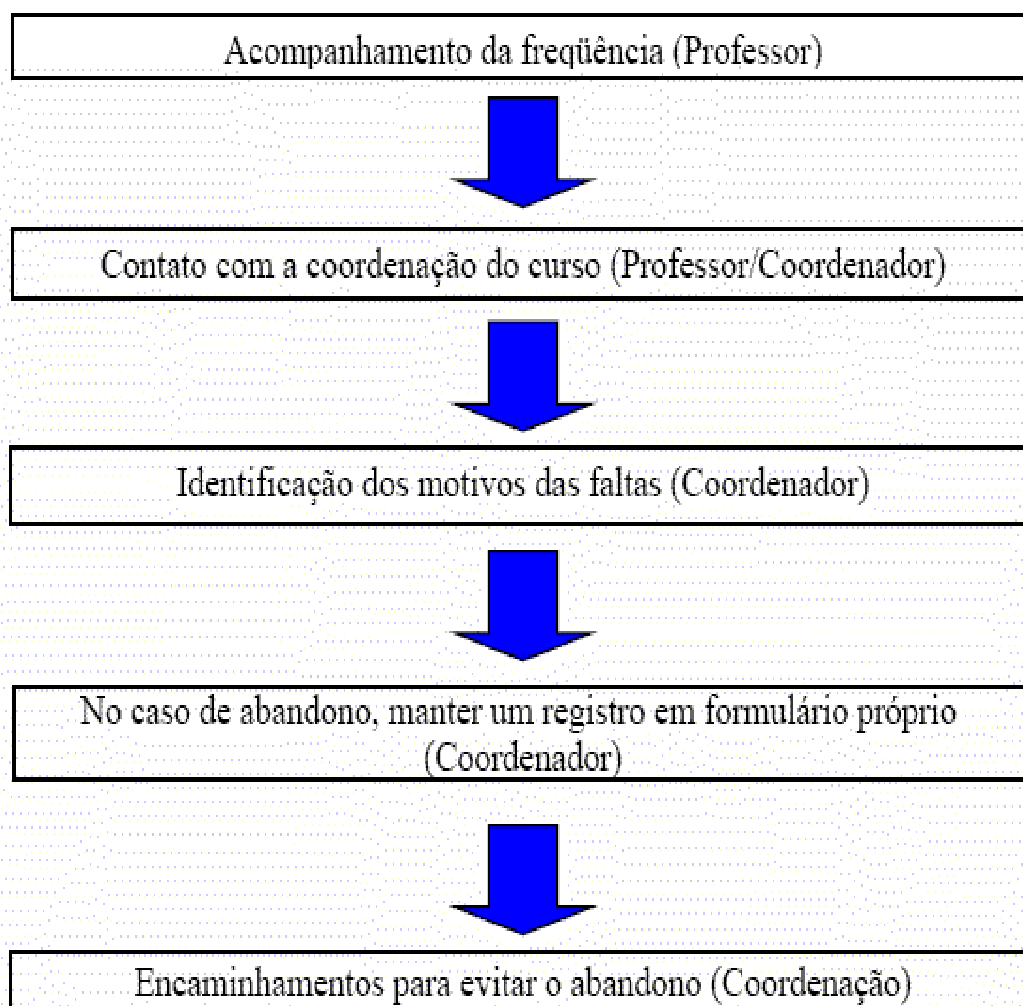 Acompanhamento da freqüência (Professor)
Contato com a coordenação do curso (Professor/Coordenador)
Identificação dos motivos das faltas (Coordenador)
No caso de abandono, manter um registro em formulário próprio
(Coordenador)
Encaminhamentos para evitar o abandono (Coordenação)